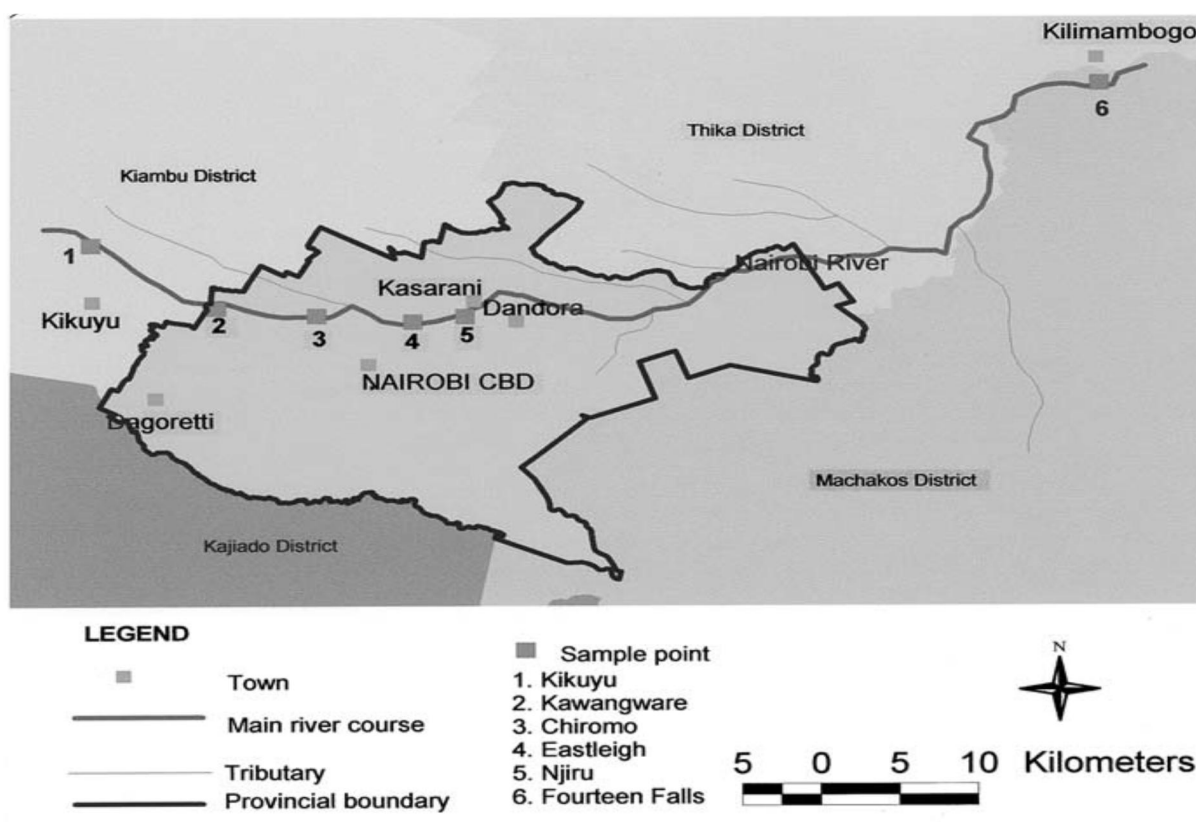 Kilimambogo
6
Thika District
Kiambu District
1
Nairobi River
Kasarani
Dandora
Kikuyu
2
3
4
5
NAIROBI CBD
Dagoretti
Machakos District
Kajiado District
LEGEND
Town
Main river course
Tributary
Provincial boundary
Sample point
1. Kikuyu
2. Kawangware
3. Chiromo
4. Eastleigh
5. Njiru
6. Fourteen Falls
N
5 0 5 10 Kilometers